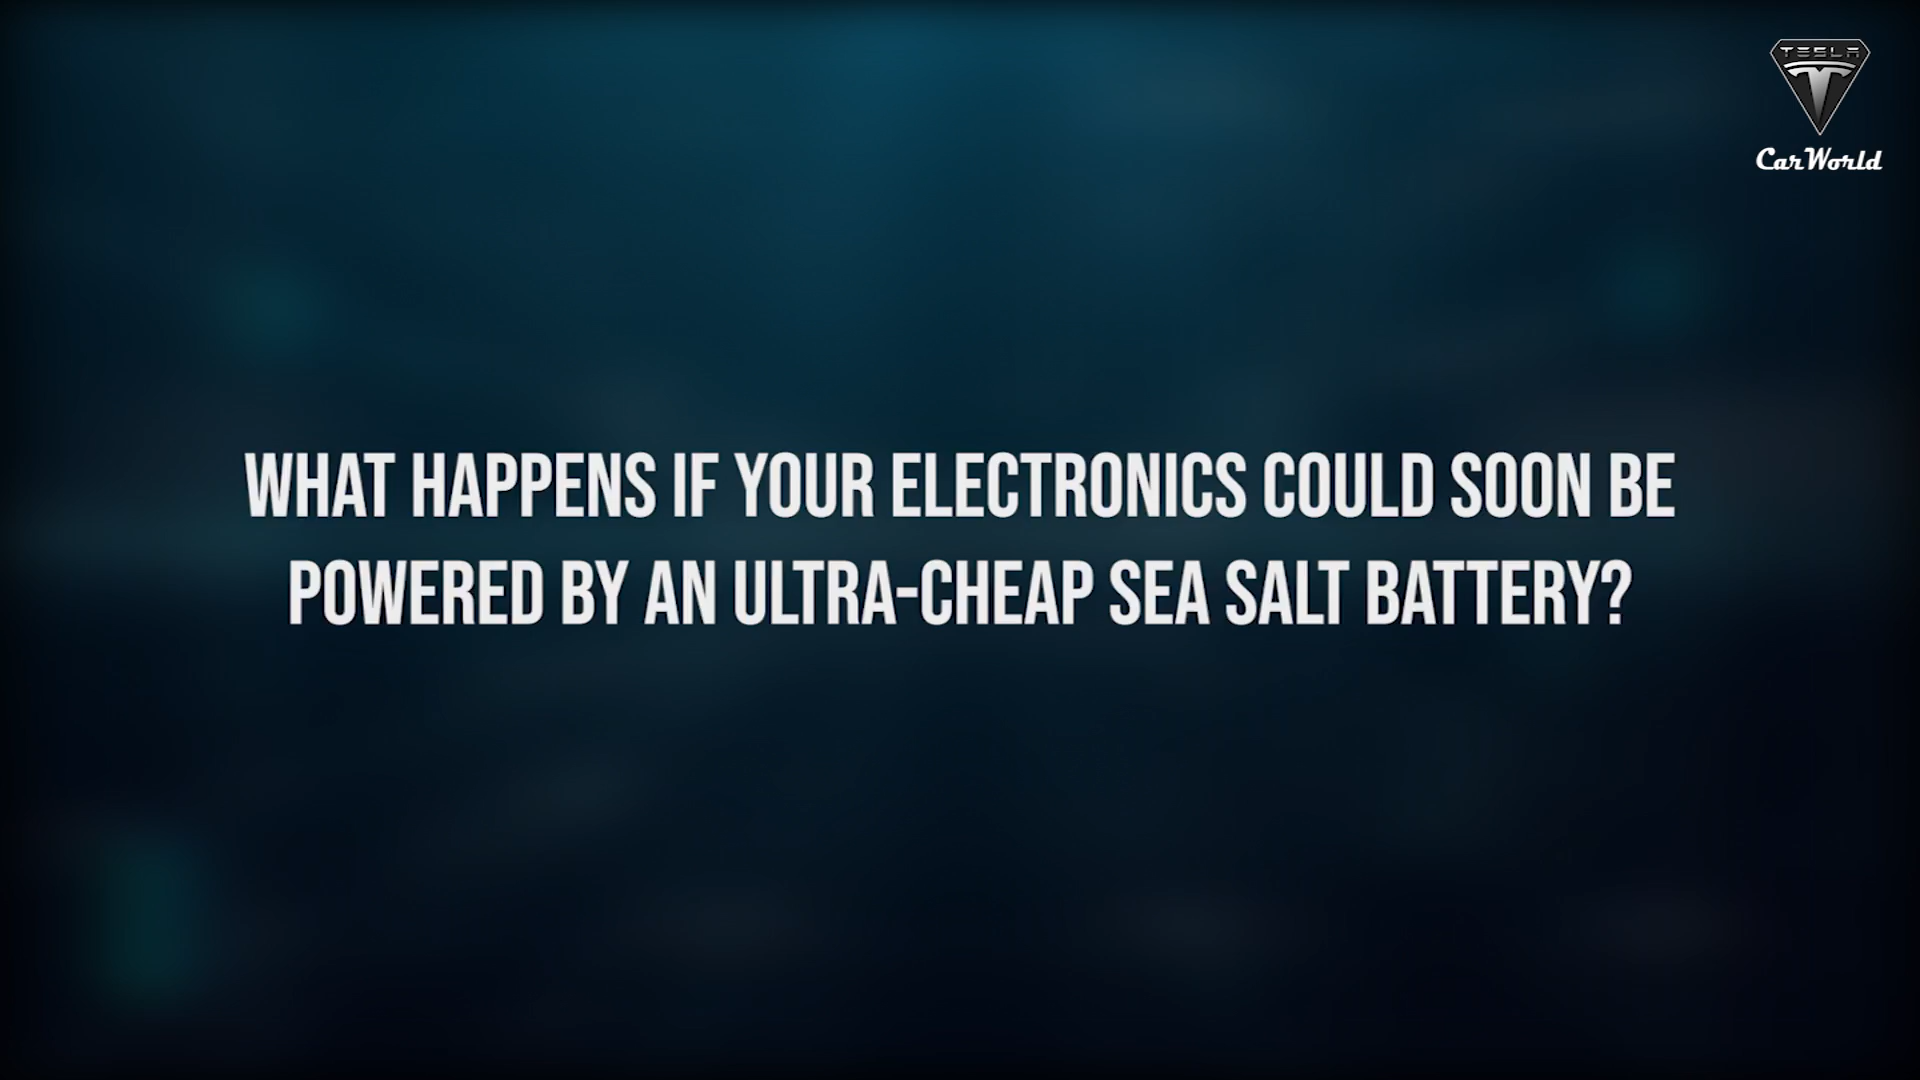 TESLA
CarWorld
WHAT HAPPENS IF YOUR ELECTRONICS COULD SOON BE
POWERED BY AN ULTRA-CHEAP SEA SALT BATTERY?